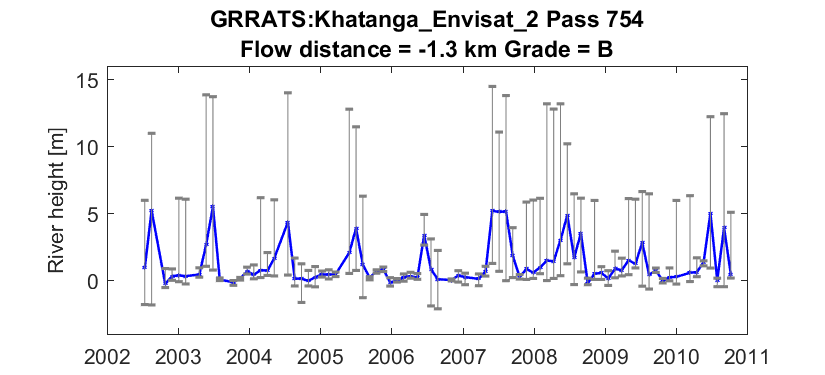 GRRATS:Khatanga_Envisat_2 Pass 754
Flow distance = -1.3 km Grade = B
River height [m]
15
10
5
0
2002 2003 2004 2005 2006 2007 2008 2009 2010 2011